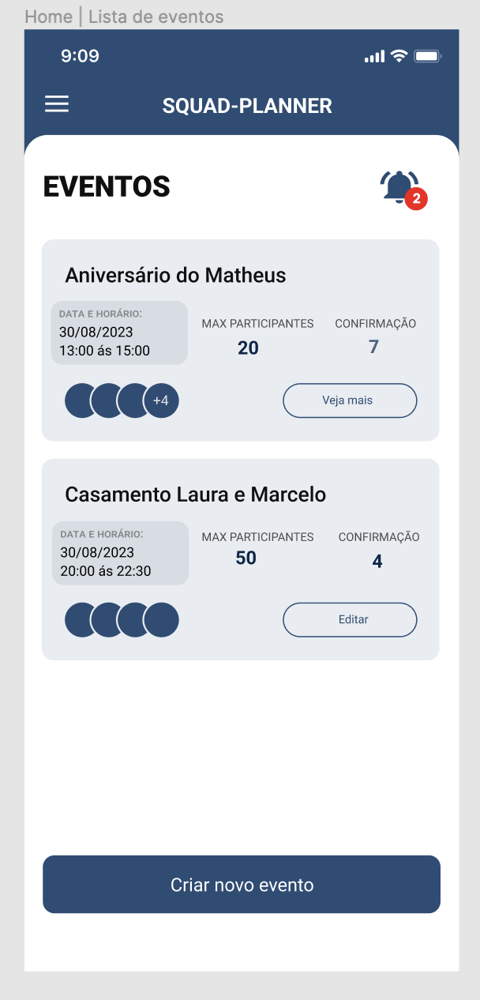 Home | Lista de eventos
9:09
SQUAD-PLANNER
EVENTOS
2
Aniversário do Matheus
DATA E HORÁRIO:
30/08/2023
13:00 ás 15:00
MAX PARTICIPANTES
20
CONFIRMAÇÃO
7
+4
Veja mais
Casamento Laura e Marcelo
DATA E HORÁRIO:
30/08/2023
20:00 ás 22:30
MAX PARTICIPANTES
50
CONFIRMAÇÃO
4
Editar
Criar novo evento